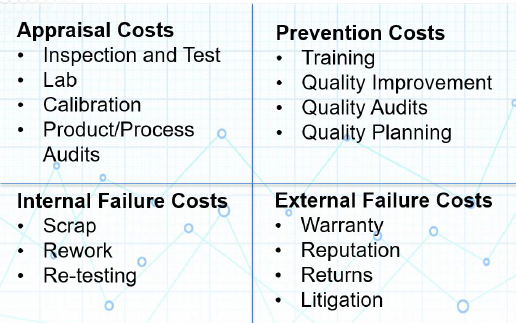 Appraisal Costs
• Inspection and Test
• Lab
• Calibration
• Product/Process
Audits
Prevention Costs
• Training
• Quality Improvement
• Quality Audits
• Quality Planning
Internal Failure Costs
• Scrap
• Rework
• Re-testing
External Failure Costs
• Warranty
• Reputation
• Returns
• Litigation